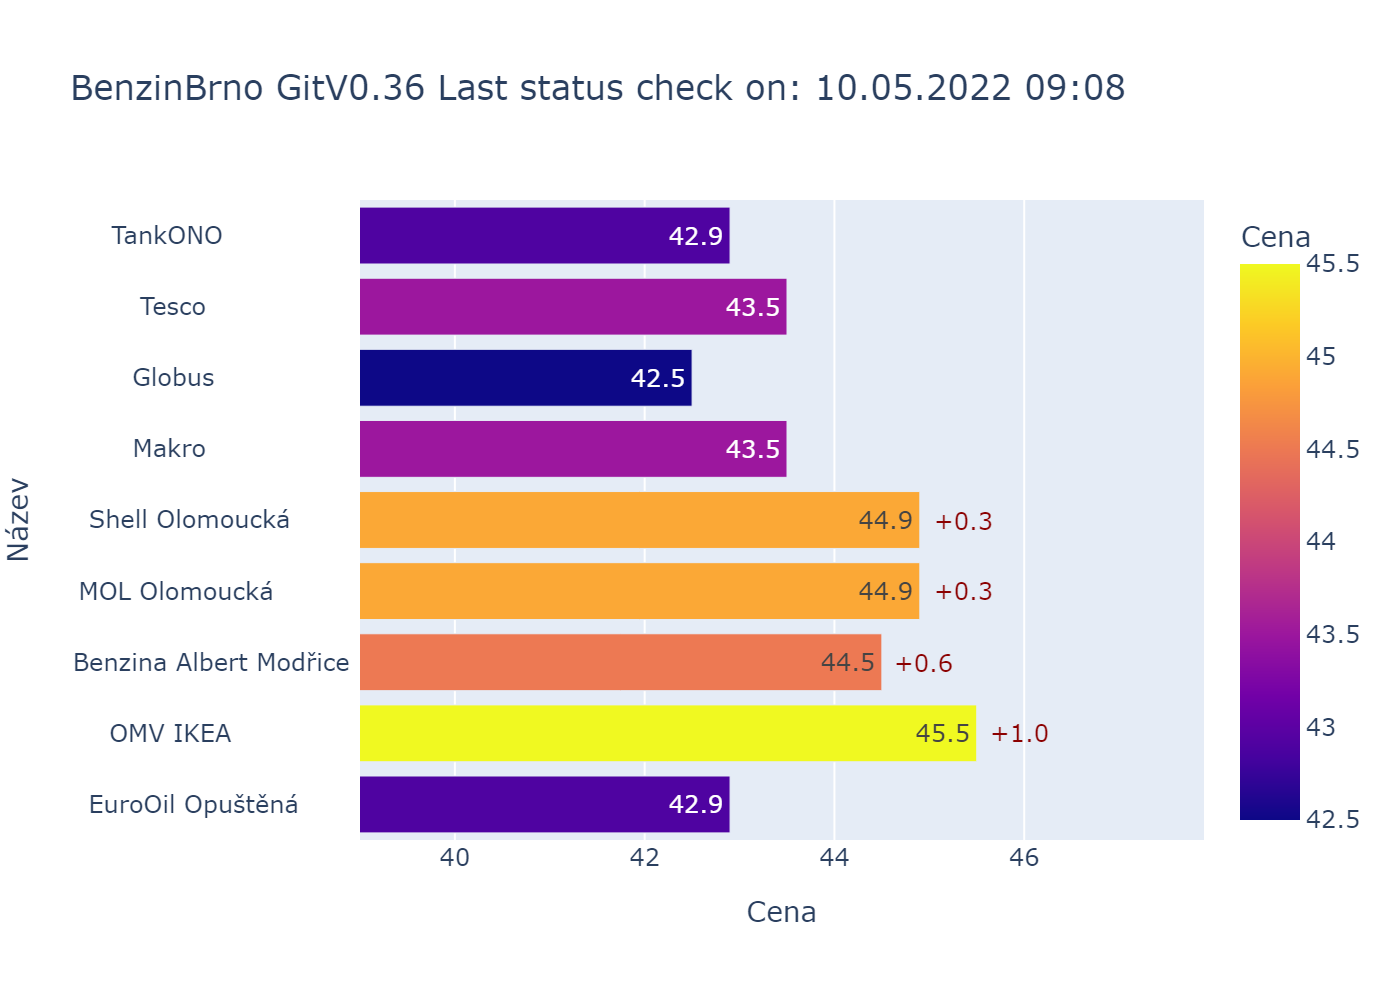 BenzinBrno GitV0.36 Last status check on: 10.05.2022 09:08
Název
TankONO 42.9
Tesco 43.5
Globus 42.5
Makro 43.5
Shell Olomoucká 44.9 +0.3
MOL Olomoucká 44.9 +0.3
Benzina Albert Modřice 44.5 +0.6
OMV IKEA 45.5 +1.0
EuroOil Opuštěná 42.9
40 42 44 46
Cena
Cena
45.5
45
44.5
44
43.5
43
42.5